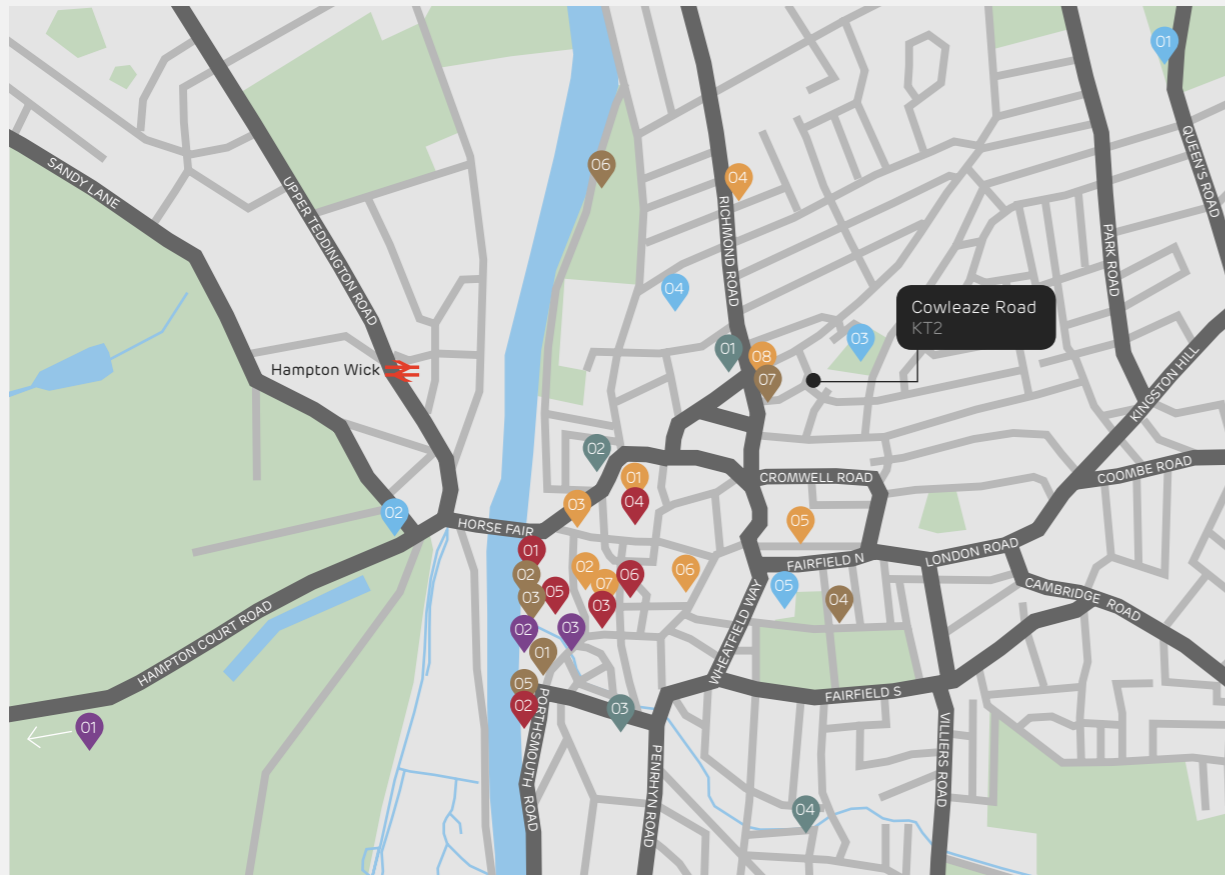 01
QUEEN'S ROAD
SANDY LANE
UPPER TEDDINGTON ROAD
06
04
RICHMOND ROAD
PARK ROAD
04
Cowleaze Road
KT2
03
01
08
07
Hampton Wick
KINGSTON HILL
02
01
04
03
CROMWELL ROAD
COOMBE ROAD
02
HORSE FAIR
05
01
FAIRFIELD N
LONDON ROAD
02
03
05
02
07
03
06
06
05
04
WHEATFIELD WAY
CAMBRIDGE ROAD
HAMPTON COURT ROAD
02
03
01
05
02
PORTHSMOUTH ROAD
03
PENRHYN ROAD
FAIRFIELD S
VILLIERS ROAD
01
04